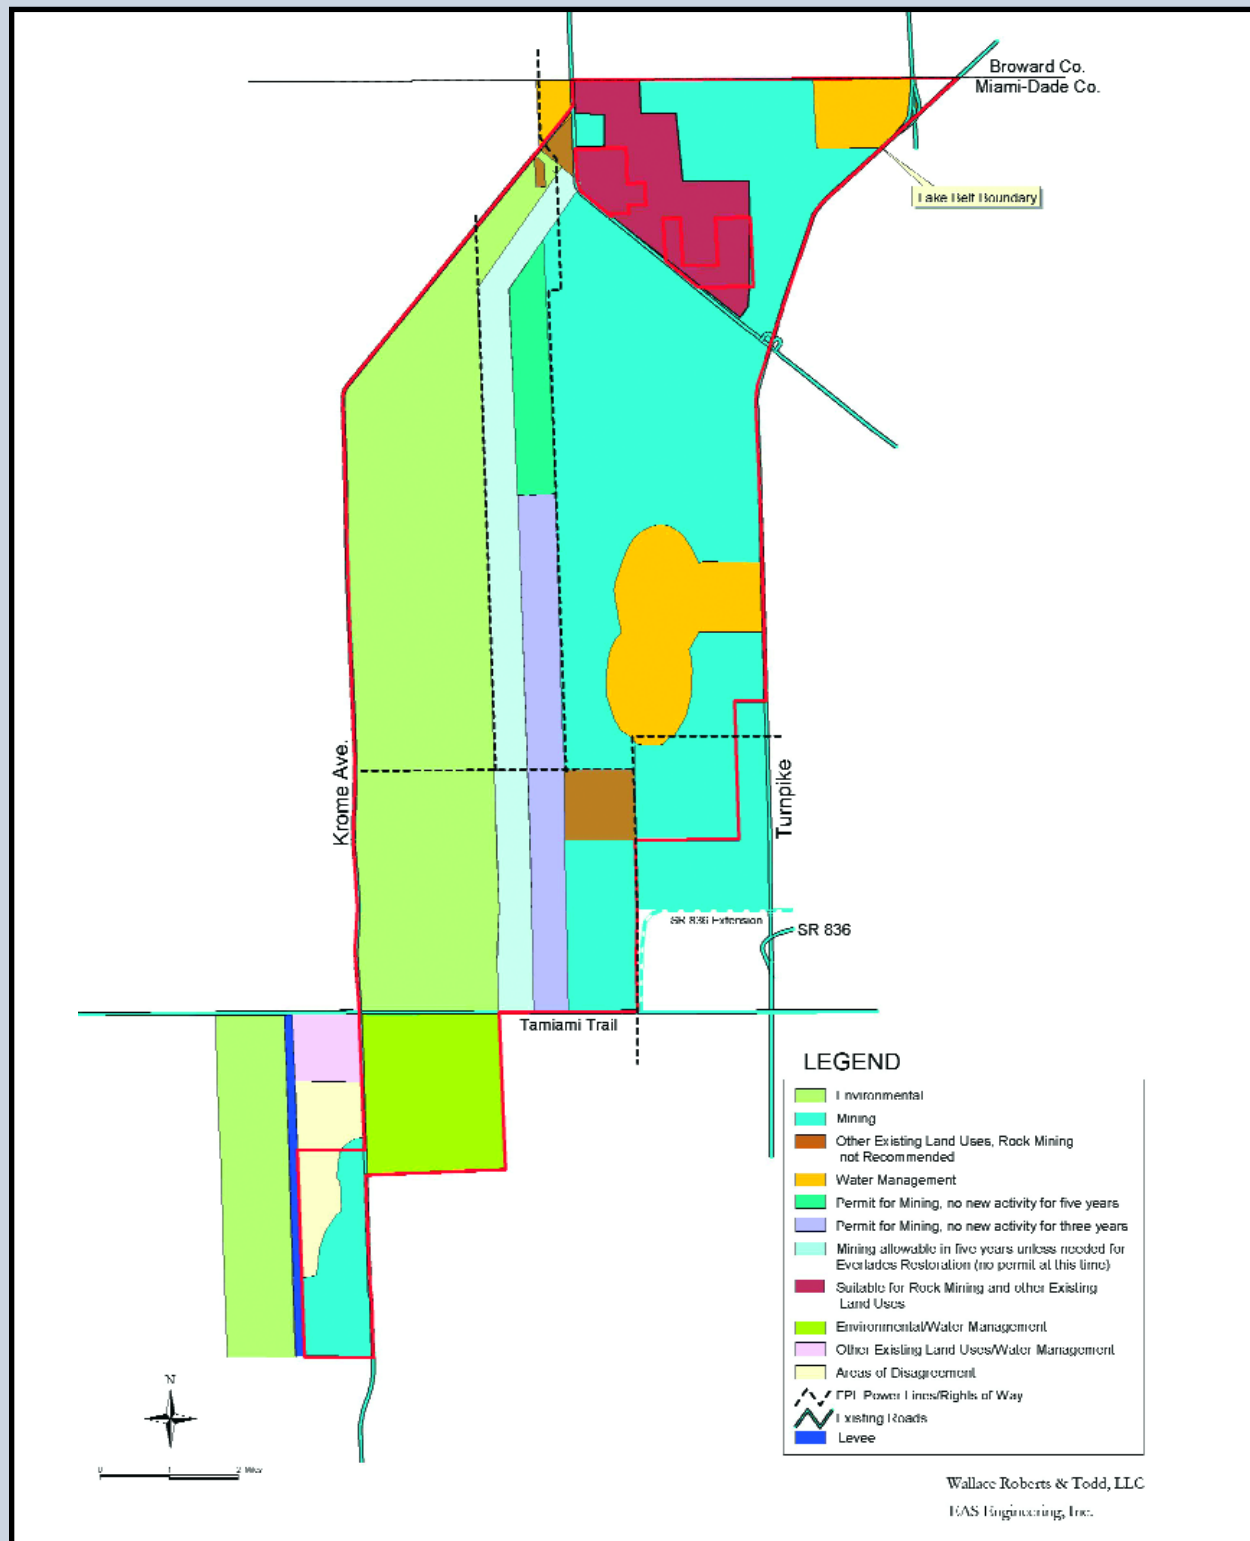 Broward Co.
Miami-Dade Co.
Lake Belt Boundary
Krome Ave.
Turnpike
SR 836 Extension
SR 836
Tamiami Trail
LEGEND
Environmental
Mining
Other Existing Land Uses, Rock Mining
not Recommended
Water Management
Permit for Mining, no new activity for five years
Permit for Mining, no new activity for three years
Mining allowable in five years unless needed for
Everlades Restoration (no permit at this time)
Suitable for Rock Mining and other Existing
Land Uses
Environmental/Water Management
Other Existing Land Uses/Water Management
Areas of Disagreement
FPL Power Lines/Rights of Way
Existing Roads
Levee
N
0 1 2 Miles
Wallace Roberts & Todd, LLC
EAS Engineering, Inc.